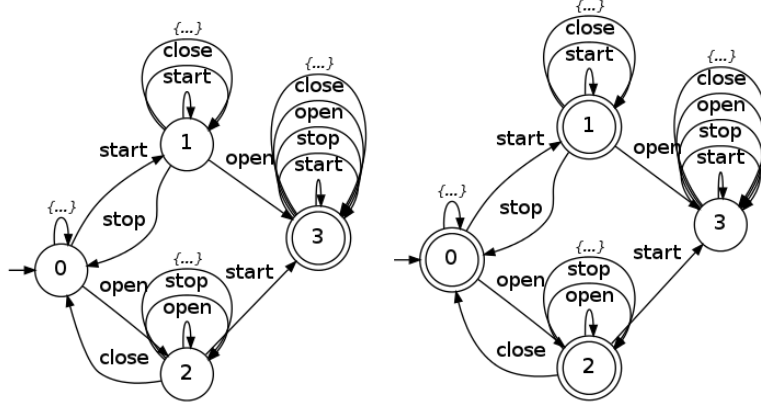 {...}
close
start
1
{...}
close
open
stop
start
3
start
open
stop
{...}
0
{...}
stop
open
2
open
start
close
{...}
close
start
1
{...}
close
open
stop
start
3
start
open
stop
{...}
0
{...}
stop
open
2
open
start
close